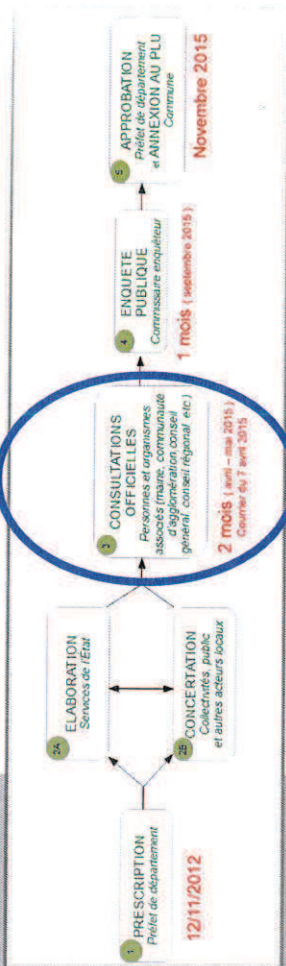 1 PRESCRIPTION
Préfet de département
12/11/2012
2A ELABORATION
Services de l'Etat
2B CONCERTATION
Collectivités, public
et autres acteurs locaux
3 CONSULTATIONS
OFFICIELLES
Personnes et organismes
associés (mairie, communauté
d'agglomération, conseil
général conseil régional etc)
2 mois ( avril – mai 2015 )
Courrier du 7 avril 2015
4 ENQUETE
PUBLIQUE
Commissaire enquêteur
1 mois ( septembre 2015 )
5 APPROBATION
Préfet de département
et ANNEXION AU PLU
Commune
Novembre 2015